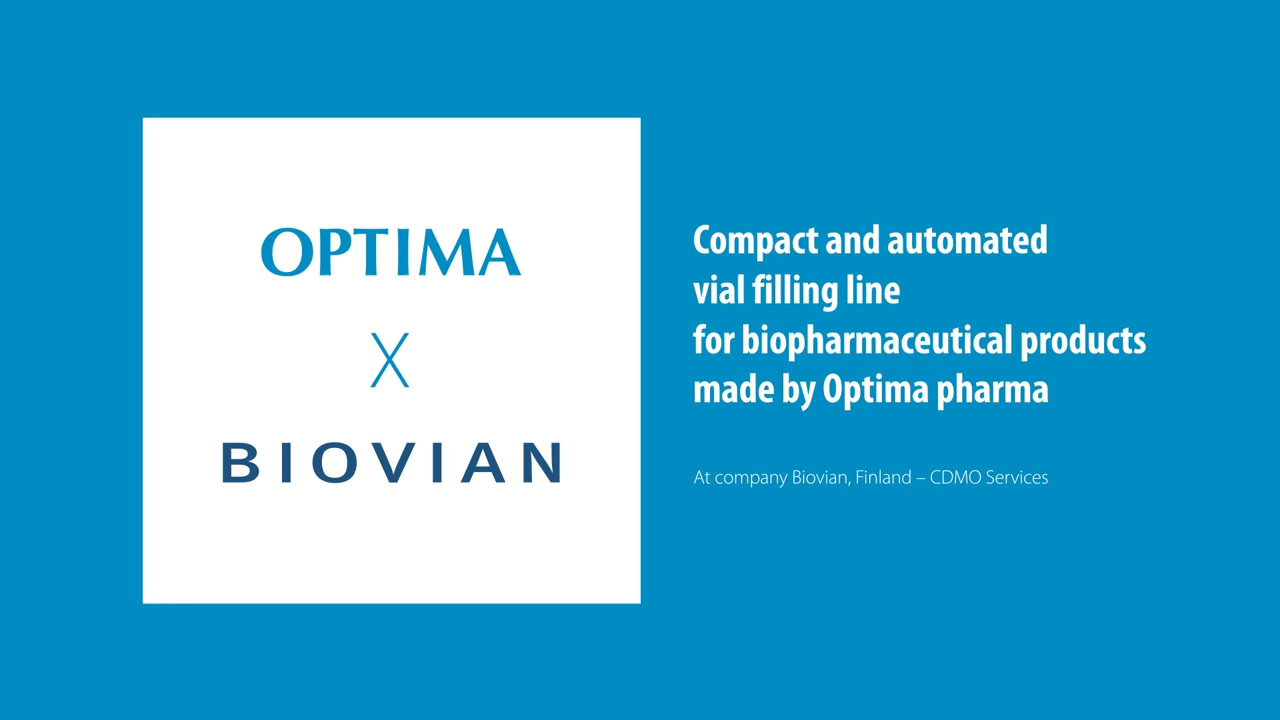 OPTIMA
X
BIOVIAN
Compact and automated
vial filling line
for biopharmaceutical products
made by Optima pharma
At company Biovian, Finland – CDMO Services